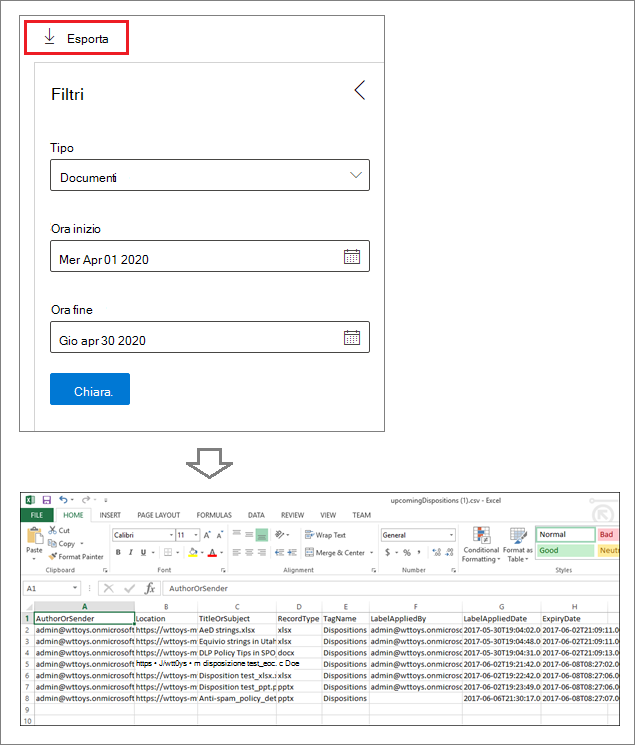 Esporta
Filtri
Tipo
Documenti
Ora inizio
Mer Apr 01 2020
Ora fine
Gio apr 30 2020
Chiara.
upcomingDispositions (1).csv - Excel
FILE HOME INSERT PAGE LAYOUT FORMULAS DATA REVIEW VIEW TEAM
Cut
Copy
Format Painter
Paste
Calibri 11
B I U
Wrap Text
Merge & Center
General
$ % ,
Conditional Formatting
Format as Table
Normal Bad
Good Neutr
Clipboard Font Alignment Number Styles
A1 fx AuthorOrSender
A B C D E F G H
1 AuthorOrSender Location TitleOrSubject RecordType TagName LabelAppliedBy LabelAppliedDate ExpiryDate
2 admin@wttoys.onmicrosoft https://wttoys-m AeD strings.xlsx xlsx Dispositions admin@wttoys.onmicrosc 2017-05-30T19:04:02.0 2017-06-02T21:09:11.0
3 admin@wttoys.onmicrosoft https://wttoys-m Equivio strings in Utah xlsx Dispositions admin@wttoys.onmicrosc 2017-05-30T19:04:48.0 2017-06-02T21:09:11.0
4 admin@wttoys.onmicrosoft https://wttoys-m DLP Policy Tips in SPO docx Dispositions admin@wttoys.onmicrosc 2017-05-30T19:04:31.0 2017-06-02T21:09:13.0
5 admin@wttoys.onmicrosoft https • J/wtt0ys • m disposizione test_eoc. c Doe Dispositions admin@wttoys.onmicrosc 2017-06-02T19:21:42.0 2017-06-08T08:27:02.0
6 admin@wttoys.onmicrosoft https://wttoys-m Disposition test_xlsx.x xlsx Dispositions admin@wttoys.onmicrosc 2017-06-02T19:22:42.0 2017-06-08T08:27:06.0
7 admin@wttoys.onmicrosoft https://wttoys-m Disposition test_ppt.p pptx Dispositions admin@wttoys.onmicrosc 2017-06-02T19:23:49.0 2017-06-08T08:27:06.0
8 admin@wttoys.onmicrosoft https://wttoys-m Anti-spam_policy_det pptx Dispositions 2017-06-06T21:30:17.0 2017-06-08T08:27:07.0
9
10